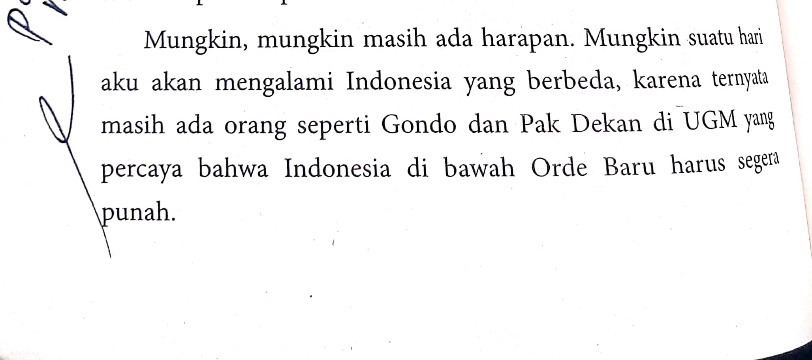 Mungkin, mungkin masih ada harapan. Mungkin suatu hari
aku akan mengalami Indonesia yang berbeda, karena ternyata
masih ada orang seperti Gondo dan Pak Dekan di UGM yang
percaya bahwa Indonesia di bawah Orde Baru harus segera
punah.